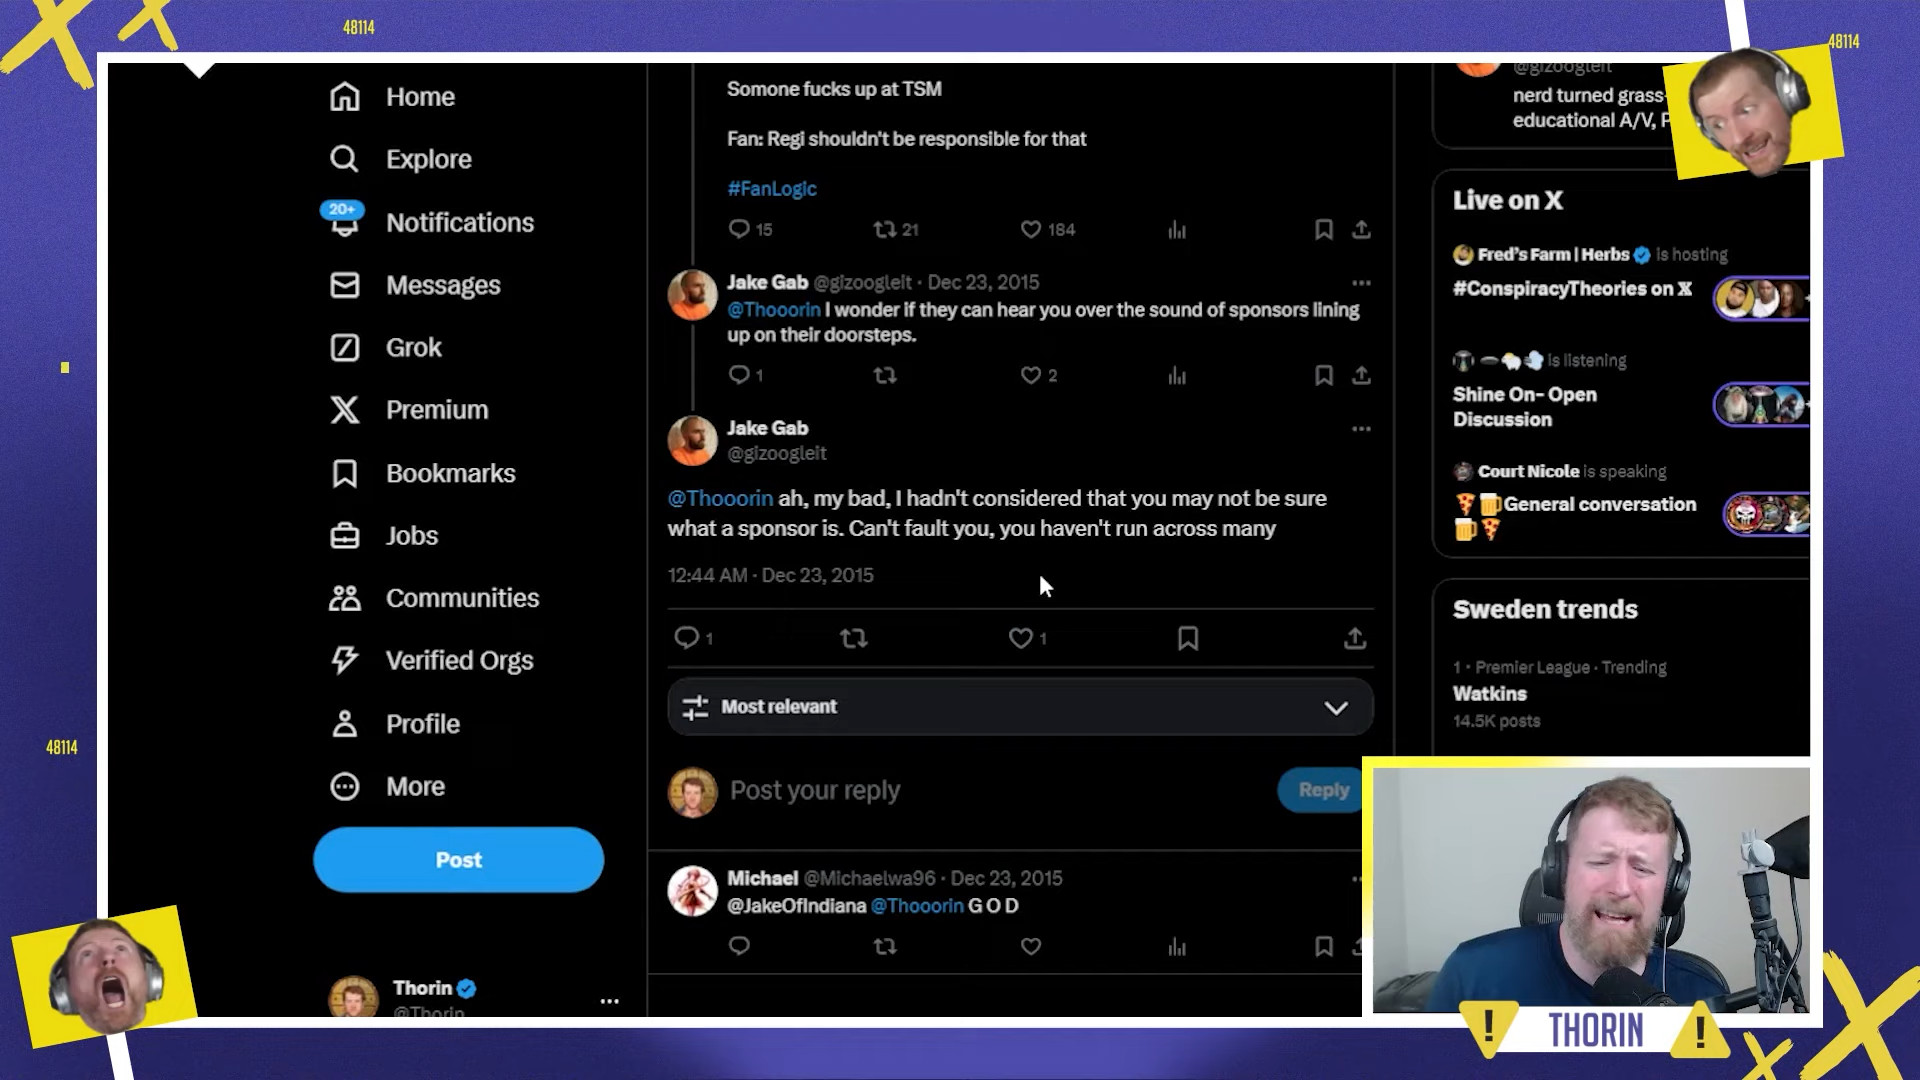 48114
48114
Home
Explore
20+
Notifications
Messages
Grok
Premium
Bookmarks
Jobs
Communities
Verified Orgs
Profile
More
Post
Thorin
@Thorin
Somone fucks up at TSM
Fan: Regi shouldn't be responsible for that
#FanLogic
15
21
184
Jake Gab @gizoogleit · Dec 23, 2015
@Thooorin I wonder if they can hear you over the sound of sponsors lining
up on their doorsteps.
1
2
Jake Gab
@gizoogleit
@Thooorin ah, my bad, I hadn't considered that you may not be sure
what a sponsor is. Can't fault you, you haven't run across many
12:44 AM · Dec 23, 2015
1
1
Most relevant
Post your reply
Reply
Michael @Michaelwa96 · Dec 23, 2015
@JakeOfIndiana @Thooorin G O D
@gizoogleit
nerd turned grass-
educational A/V, P
Live on X
Fred's Farm | Herbs is hosting
#ConspiracyTheories on X
is listening
Shine On- Open
Discussion
Court Nicole is speaking
General conversation
Sweden trends
1 · Premier League · Trending
Watkins
14.5K posts
48114
! THORIN !